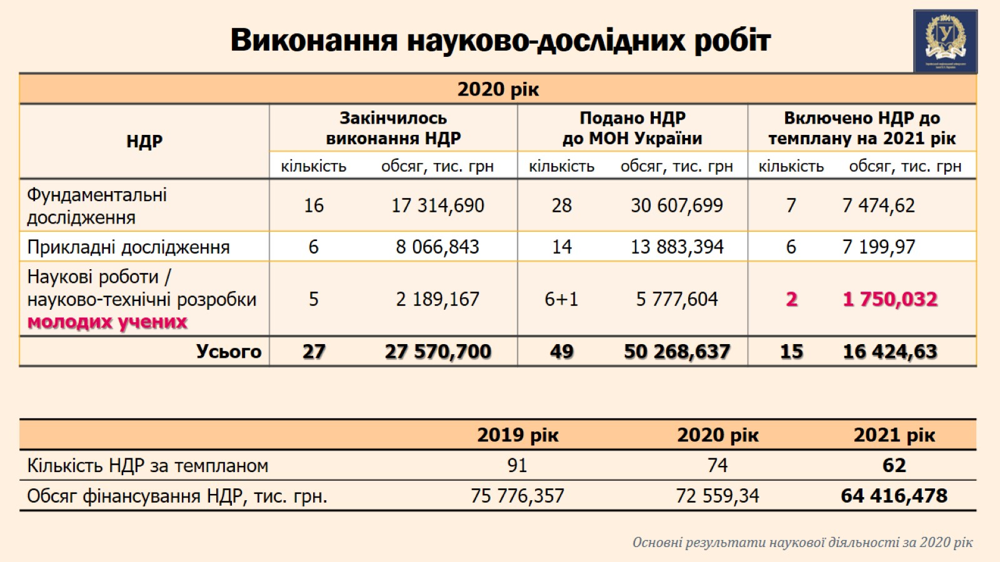 Виконання науково-дослідних робіт
У
Харківський національний університет
імені В. Н. Каразіна
2020 рік
НДР
Закінчилось
виконання НДР
Подано НДР
до МОН України
Включено НДР до
темплану на 2021 рік
кількість обсяг, тис. грн кількість обсяг, тис. грн кількість обсяг, тис. грн
Фундаментальні
дослідження
16 17 314,690 28 30 607,699 7 7 474,62
Прикладні дослідження 6 8 066,843 14 13 883,394 6 7 199,97
Наукові роботи /
науково-технічні розробки
молодих учених
5 2 189,167 6+1 5 777,604 2 1 750,032
Усього 27 27 570,700 49 50 268,637 15 16 424,63
2019 рік 2020 рік 2021 рік
Кількість НДР за темпланом 91 74 62
Обсяг фінансування НДР, тис. грн. 75 776,357 72 559,34 64 416,478
Основні результати наукової діяльності за 2020 рік